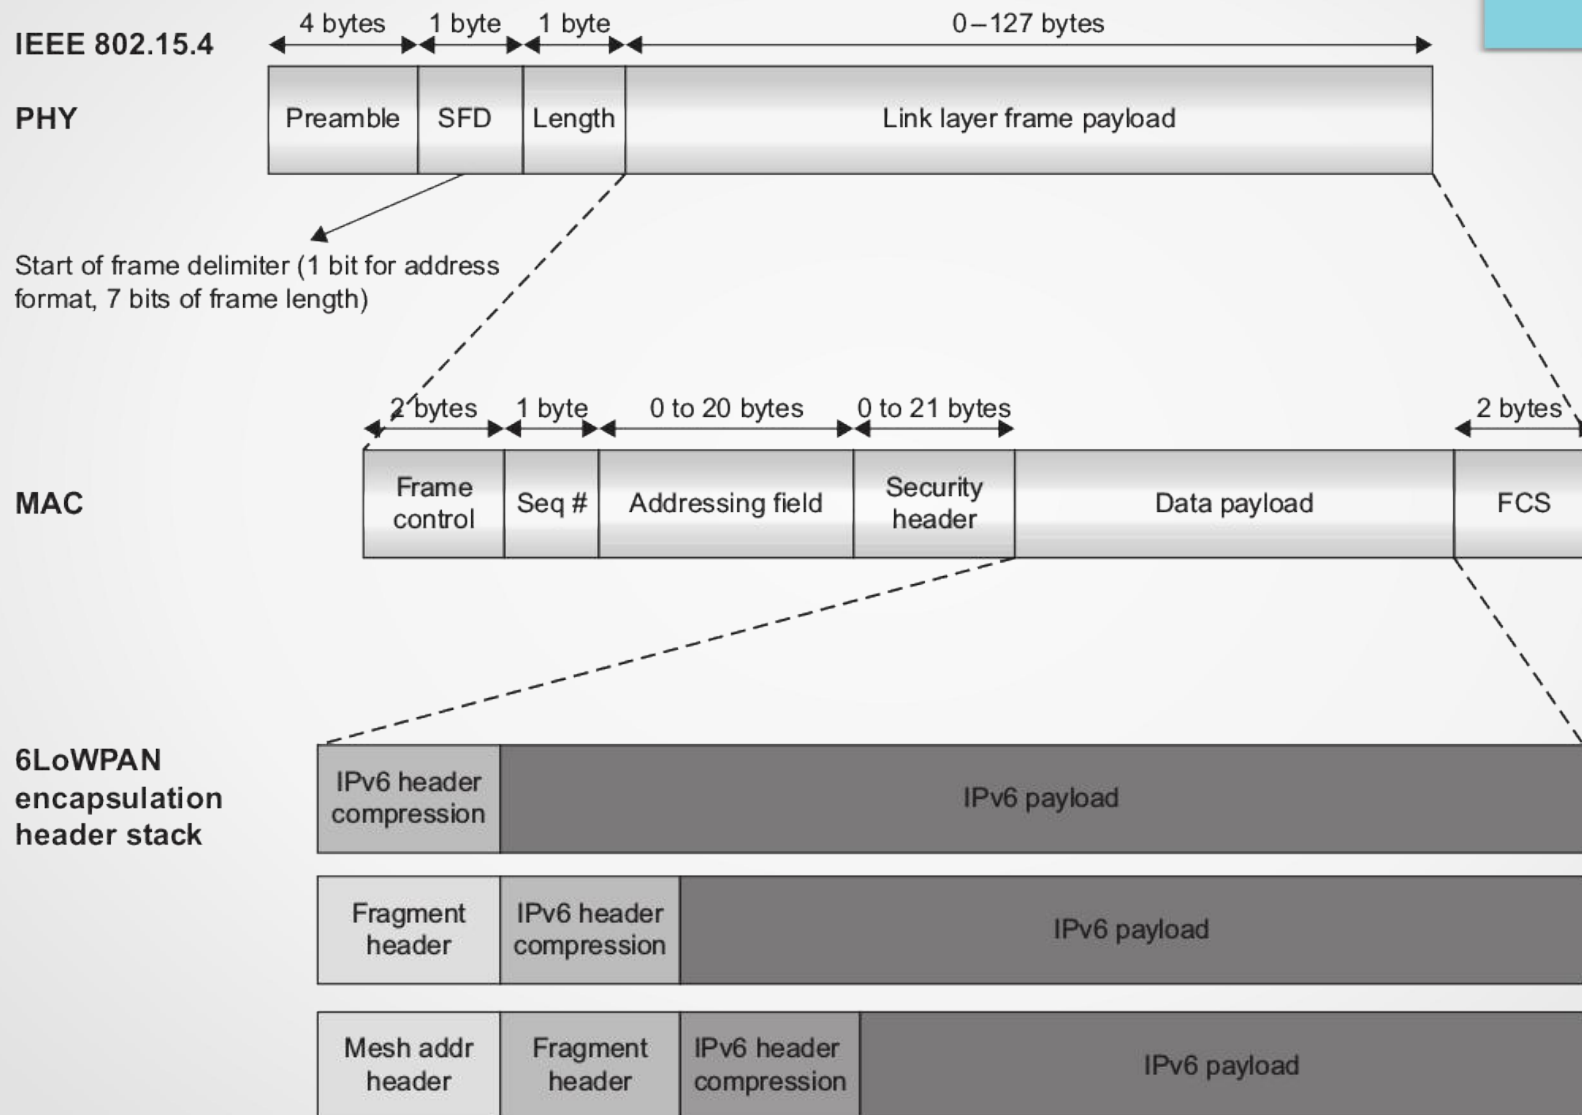 IEEE 802.15.4
4 bytes
1 byte
1 byte
0–127 bytes
PHY
Preamble
SFD
Length
Link layer frame payload
Start of frame delimiter (1 bit for address
format, 7 bits of frame length)
2 bytes
1 byte
0 to 20 bytes
0 to 21 bytes
2 bytes
MAC
Frame
control
Seq #
Addressing field
Security
header
Data payload
FCS
6LoWPAN
encapsulation
header stack
IPv6 header
compression
IPv6 payload
Fragment
header
IPv6 header
compression
IPv6 payload
Mesh addr
header
Fragment
header
IPv6 header
compression
IPv6 payload